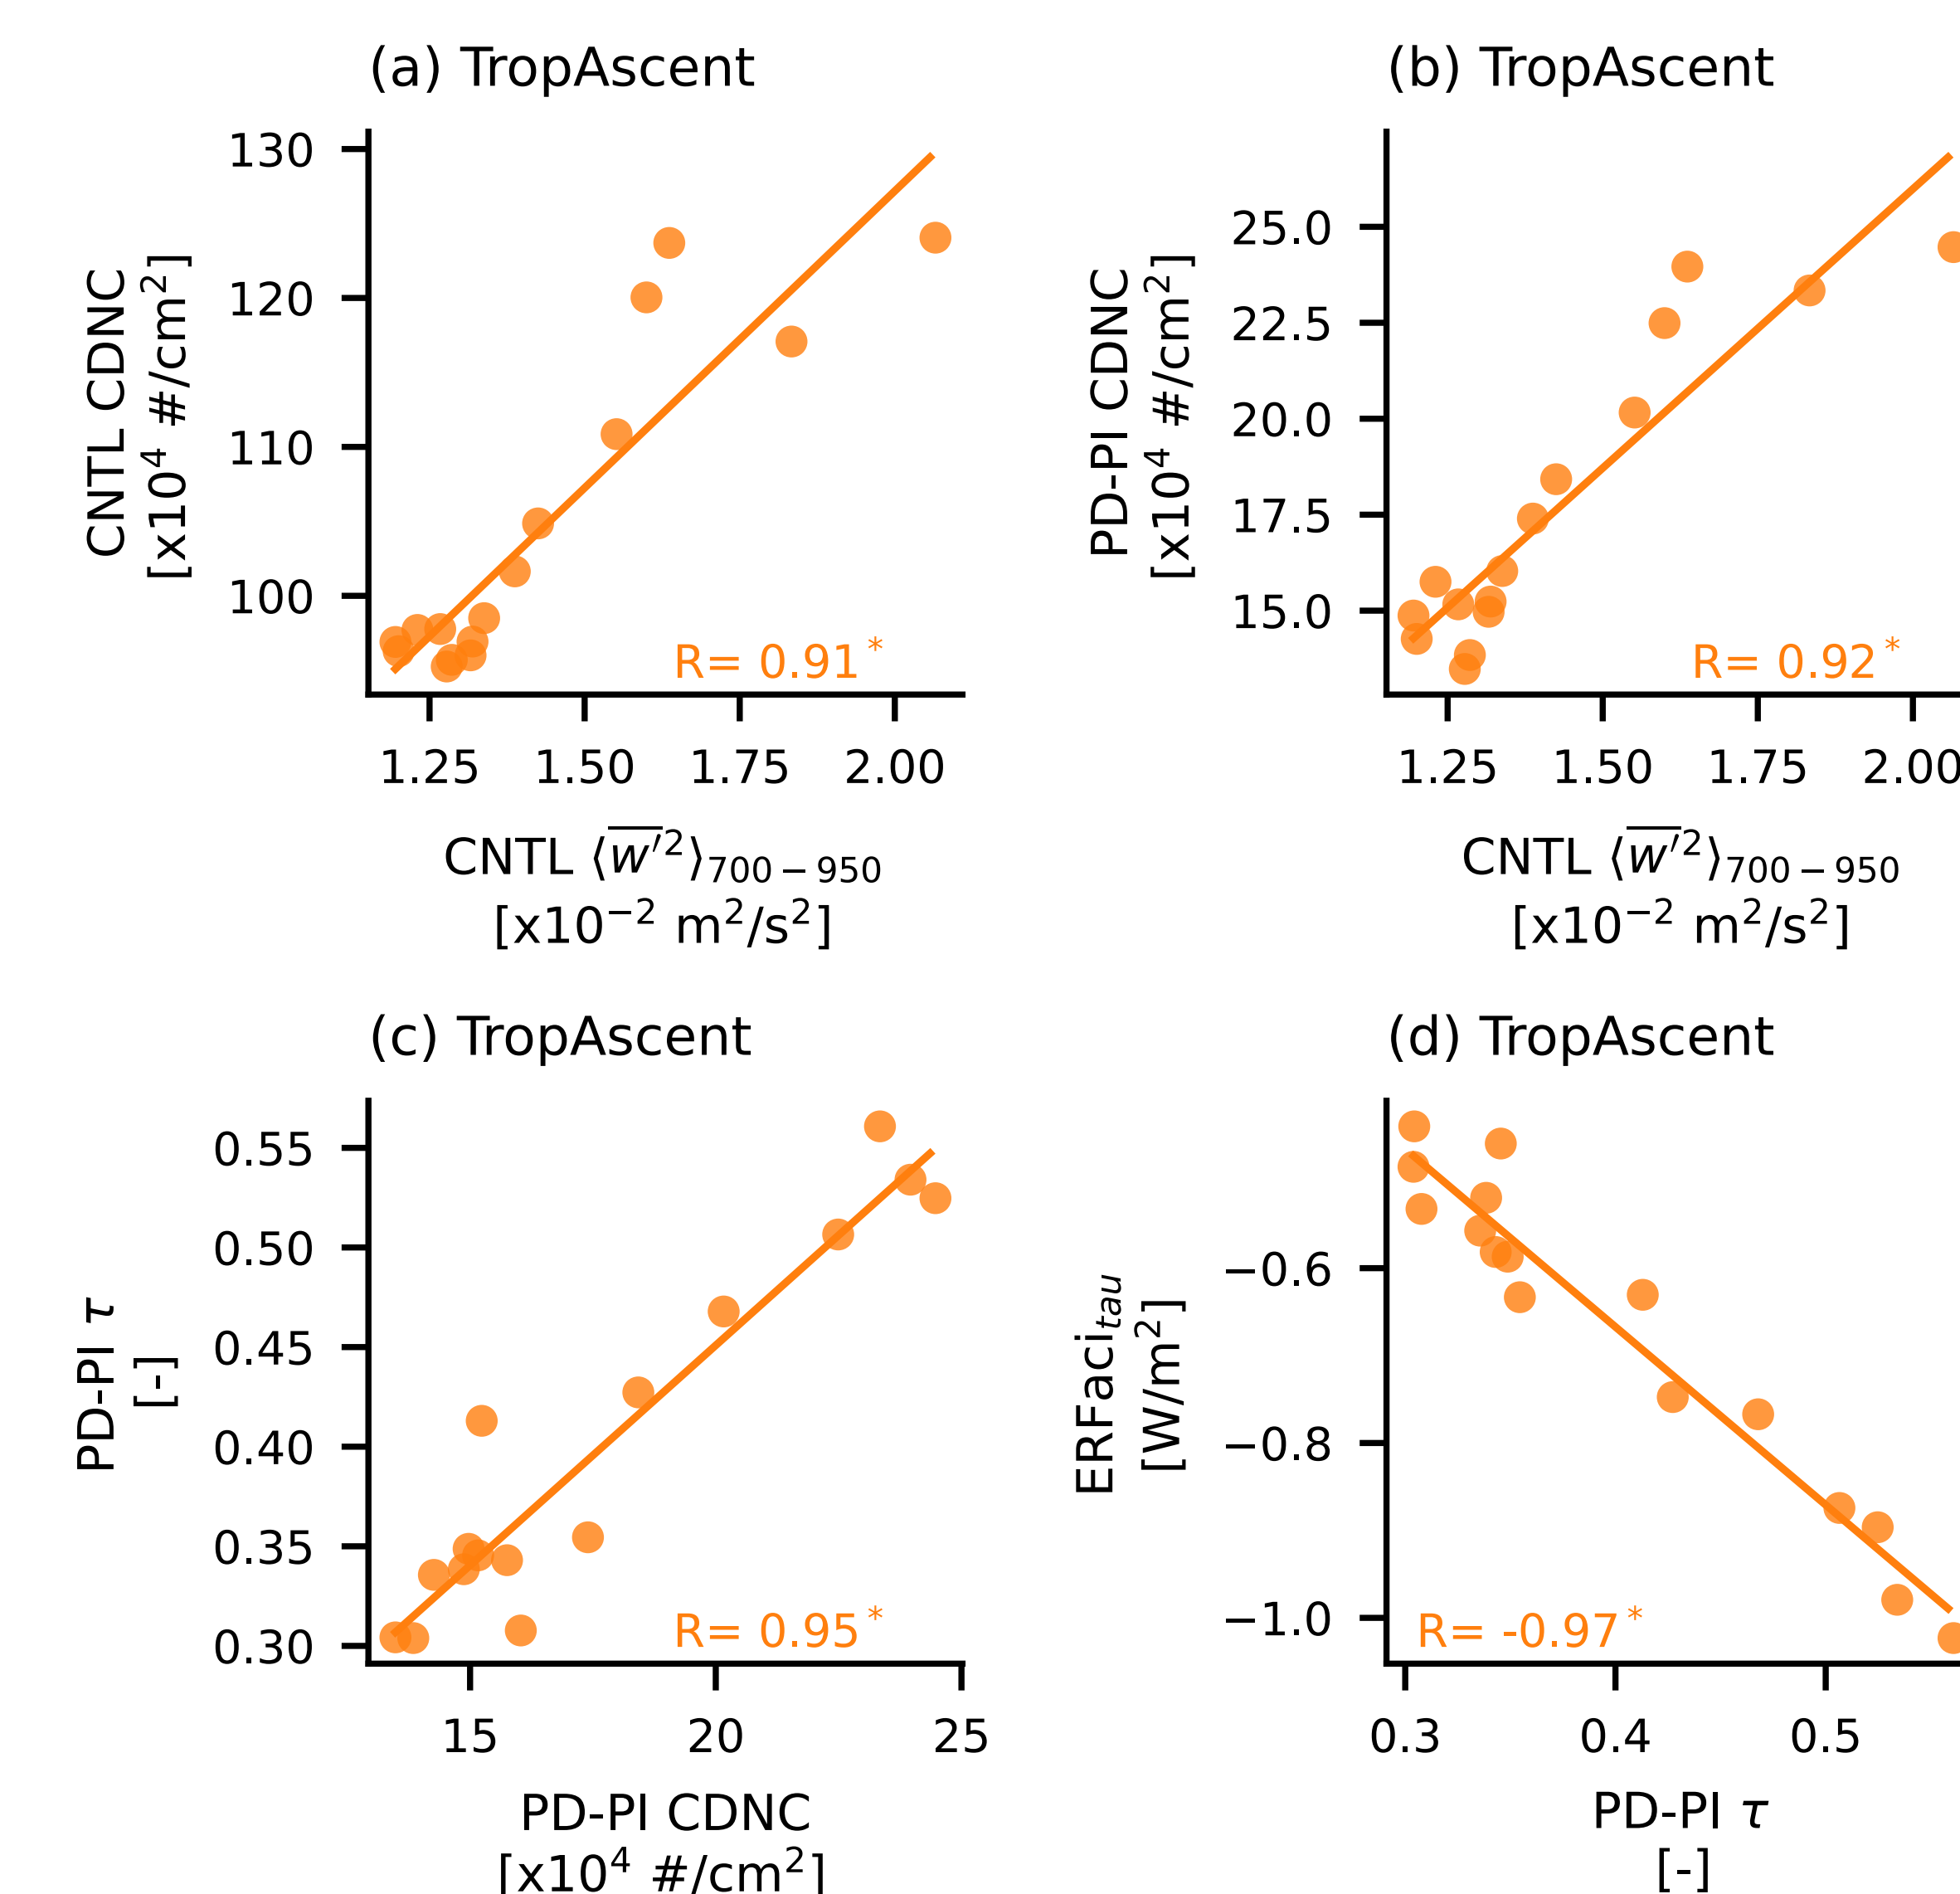 (a) TropAscent
CNTL CDNC
[x10⁴ #/cm²]
130
120
110
100
R= 0.91*
1.25 1.50 1.75 2.00
CNTL ⟨w̅′²⟩700 − 950
[x10⁻² m²/s²]
(b) TropAscent
PD-PI CDNC
[x10⁴ #/cm²]
25.0
22.5
20.0
17.5
15.0
R= 0.92*
1.25 1.50 1.75 2.00
CNTL ⟨w̅′²⟩700 − 950
[x10⁻² m²/s²]
(c) TropAscent
PD-PI τ
[-]
0.55
0.50
0.45
0.40
0.35
0.30
R= 0.95*
15 20 25
PD-PI CDNC
[x10⁴ #/cm²]
(d) TropAscent
ERFaci_tau
[W/m²]
−0.6
−0.8
−1.0
R= -0.97*
0.3 0.4 0.5
PD-PI τ
[-]